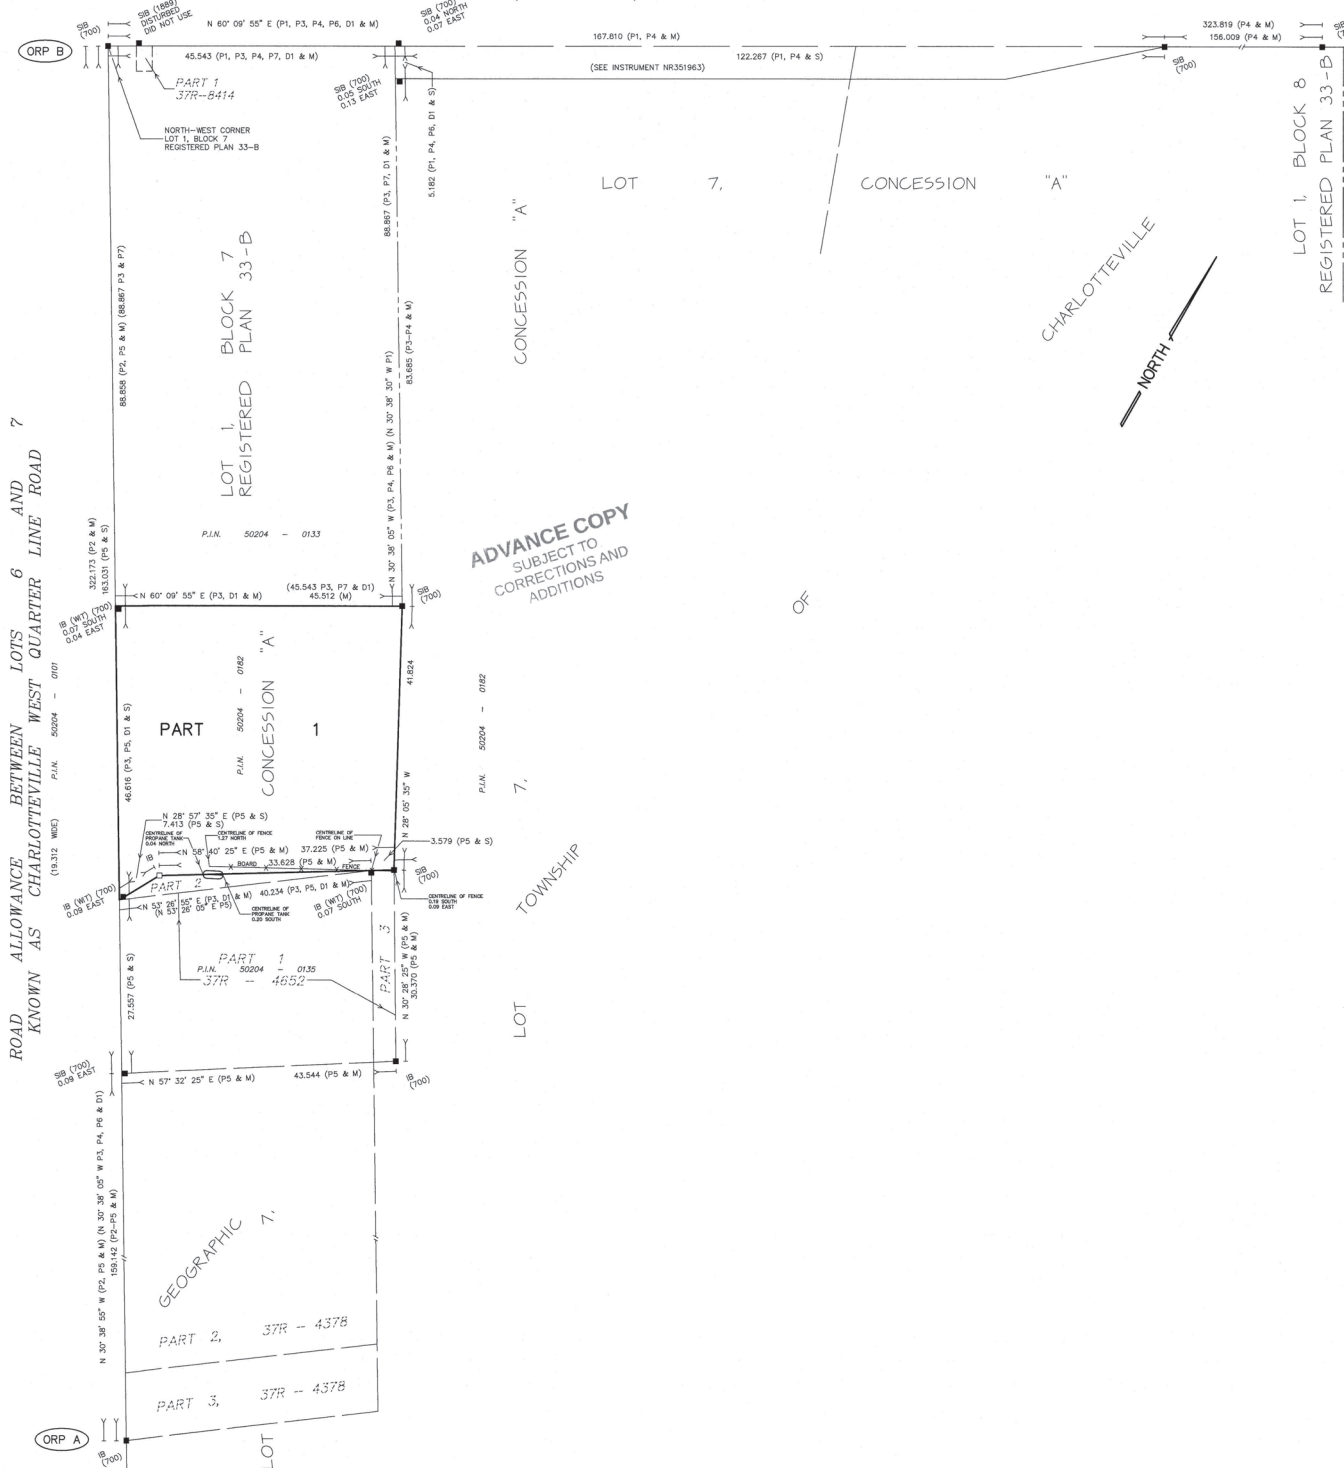 SIB (700)
SIB (1889)
DISTURBED
DID NOT USE
N 60° 09' 55" E (P1, P3, P4, P6, D1 & M)
SIB (700)
0.04 NORTH
0.07 EAST
167.810 (P1, P4 & M)
323.819 (P4 & M)
156.009 (P4 & M)
ORP B
45.543 (P1, P3, P4, P7, D1 & M)
122.267 (P1, P4 & S)
(SEE INSTRUMENT NR351963)
SIB
(700)
PART 1
37R-8414
SIB (700)
0.05 SOUTH
0.13 EAST
5.182 (P1, P4, P6, D1 & S)
NORTH-WEST CORNER
LOT 1, BLOCK 7
REGISTERED PLAN 33-B
88.867 (P3, P7, D1 & M)
LOT 7, CONCESSION "A"
LOT 1, BLOCK 8
REGISTERED PLAN 33-B
CONCESSION "A"
CHARLOTTEVILLE
NORTH
88.858 (P2, P5 & M) (88.867 P3 & P7)
LOT 1, BLOCK 7
REGISTERED PLAN 33-B
83.685 (P3-P4 & M)
N 30° 38' 05" W (P3, P4, P6 & M) (N 30° 38' 30" W P1)
ROAD ALLOWANCE BETWEEN LOTS 6 AND 7
KNOWN AS CHARLOTTEVILLE WEST QUARTER LINE ROAD
(19.312 WIDE) P.I.N. 50204 - 0101
322.173 (P2 & M)
163.031 (P5 & S)
P.I.N. 50204 - 0133
ADVANCE COPY
SUBJECT TO
CORRECTIONS AND
ADDITIONS
N 60° 09' 55" E (P3, D1 & M)
(45.543 P3, P7 & D1)
45.512 (M)
SIB
(700)
IB (WIT) (700)
0.07 SOUTH
0.04 EAST
OF
46.616 (P3, P5, D1 & S)
PART 1
P.I.N. 50204 - 0182
CONCESSION "A"
41.824
N 28° 05' 35" W
P.I.N. 50204 - 0182
7,
N 28° 57' 35" E (P5 & S)
7.413 (P5 & S)
CENTRELINE OF
PROPANE TANK
0.04 NORTH
CENTRELINE OF FENCE
1.27 NORTH
CENTRELINE OF
FENCE ON LINE
3.579 (P5 & S)
IB
N 58° 40' 25" E (P5 & M)
37.225 (P5 & M)
BOARD
33.628 (P5 & M)
FENCE
SIB
(700)
PART 2
IB (WIT) (700)
0.09 EAST
N 53° 26' 55" E (P3, D1 & M)
(N 53° 26' 05" E P5)
40.234 (P3, P5, D1 & M)
IB (WIT) (700)
0.07 SOUTH
CENTRELINE OF
PROPANE TANK
0.20 SOUTH
CENTRELINE OF FENCE
0.19 SOUTH
0.09 EAST
TOWNSHIP
27.557 (P5 & S)
PART 1
P.I.N. 50204 - 0135
37R - 4652
PART 3
N 30° 28' 25" W (P5 & M)
30.370 (P5 & M)
LOT
SIB (700)
0.09 EAST
N 57° 32' 25" E (P5 & M)
43.544 (P5 & M)
IB
(700)
N 30° 38' 55" W (P2, P5 & M) (N 30° 38' 05" W P3, P4, P6 & D1)
159.142 (P2-P5 & M)
GEOGRAPHIC
7,
PART 2, 37R - 4378
PART 3, 37R - 4378
ORP A
IB
(700)
LOT